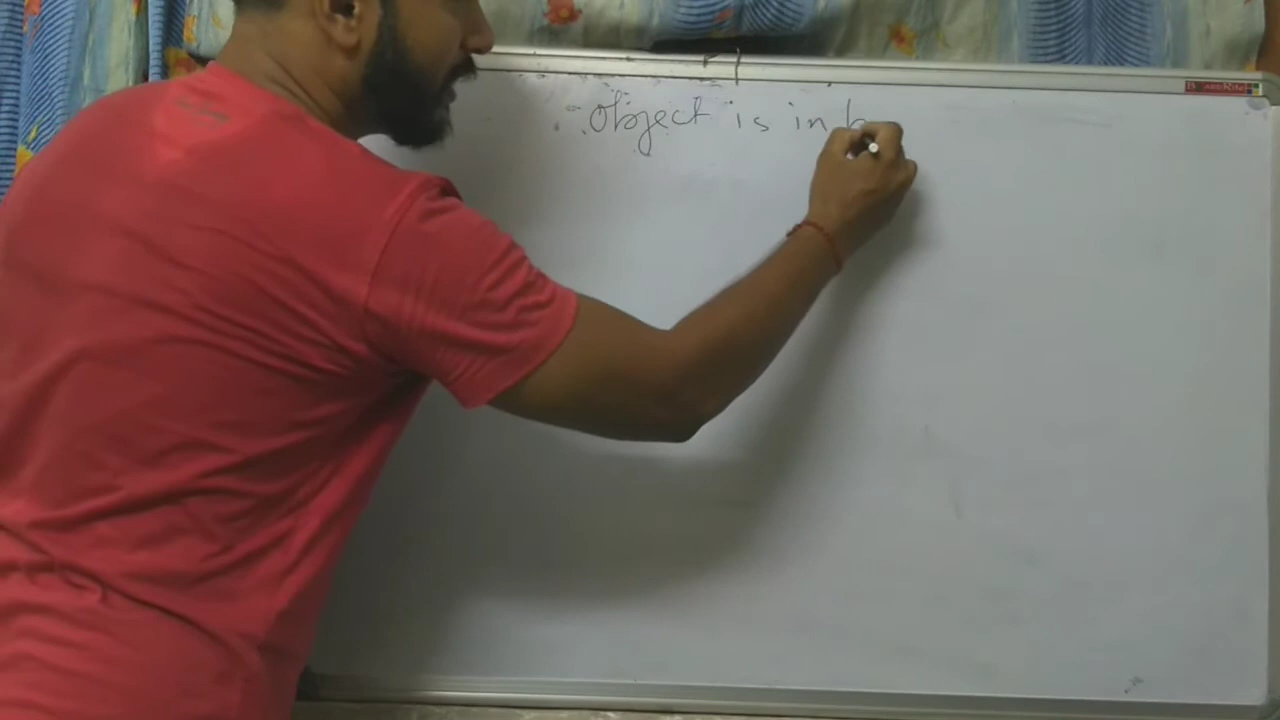 ∴ Object is in